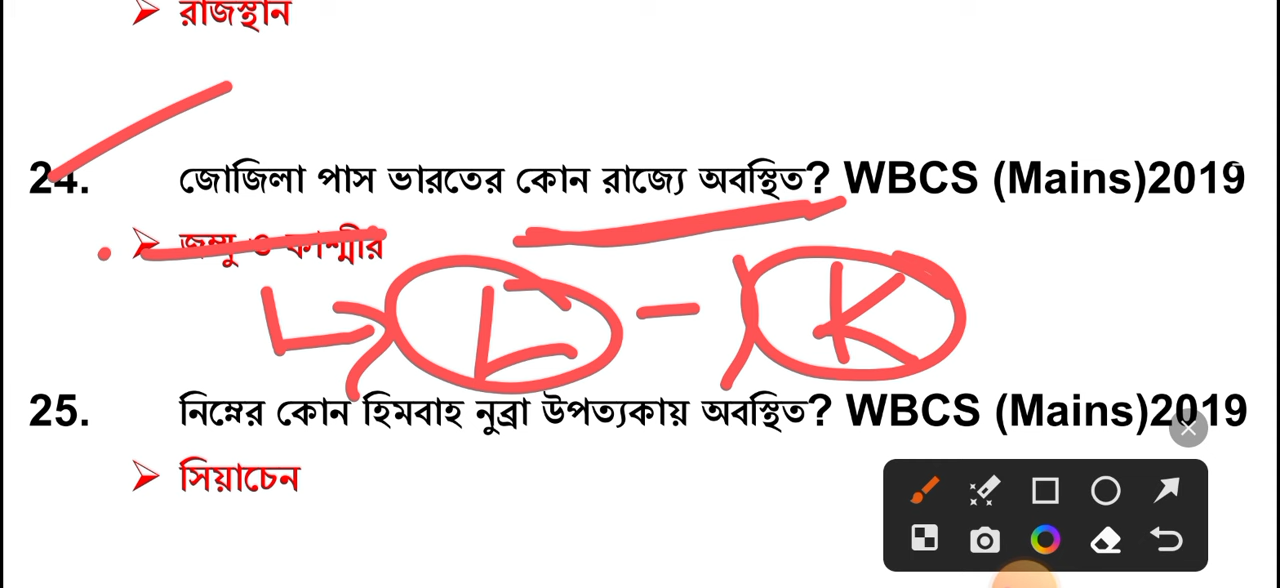 ➢ রাজস্থান
24. জোজিলা পাস ভারতের কোন রাজ্যে অবস্থিত? WBCS (Mains)2019
➢ জম্মু ও কাশ্মীর
L - K
25. নিম্নের কোন হিমবাহ নুব্রা উপত্যকায় অবস্থিত? WBCS (Mains)2019
➢ সিয়াচেন